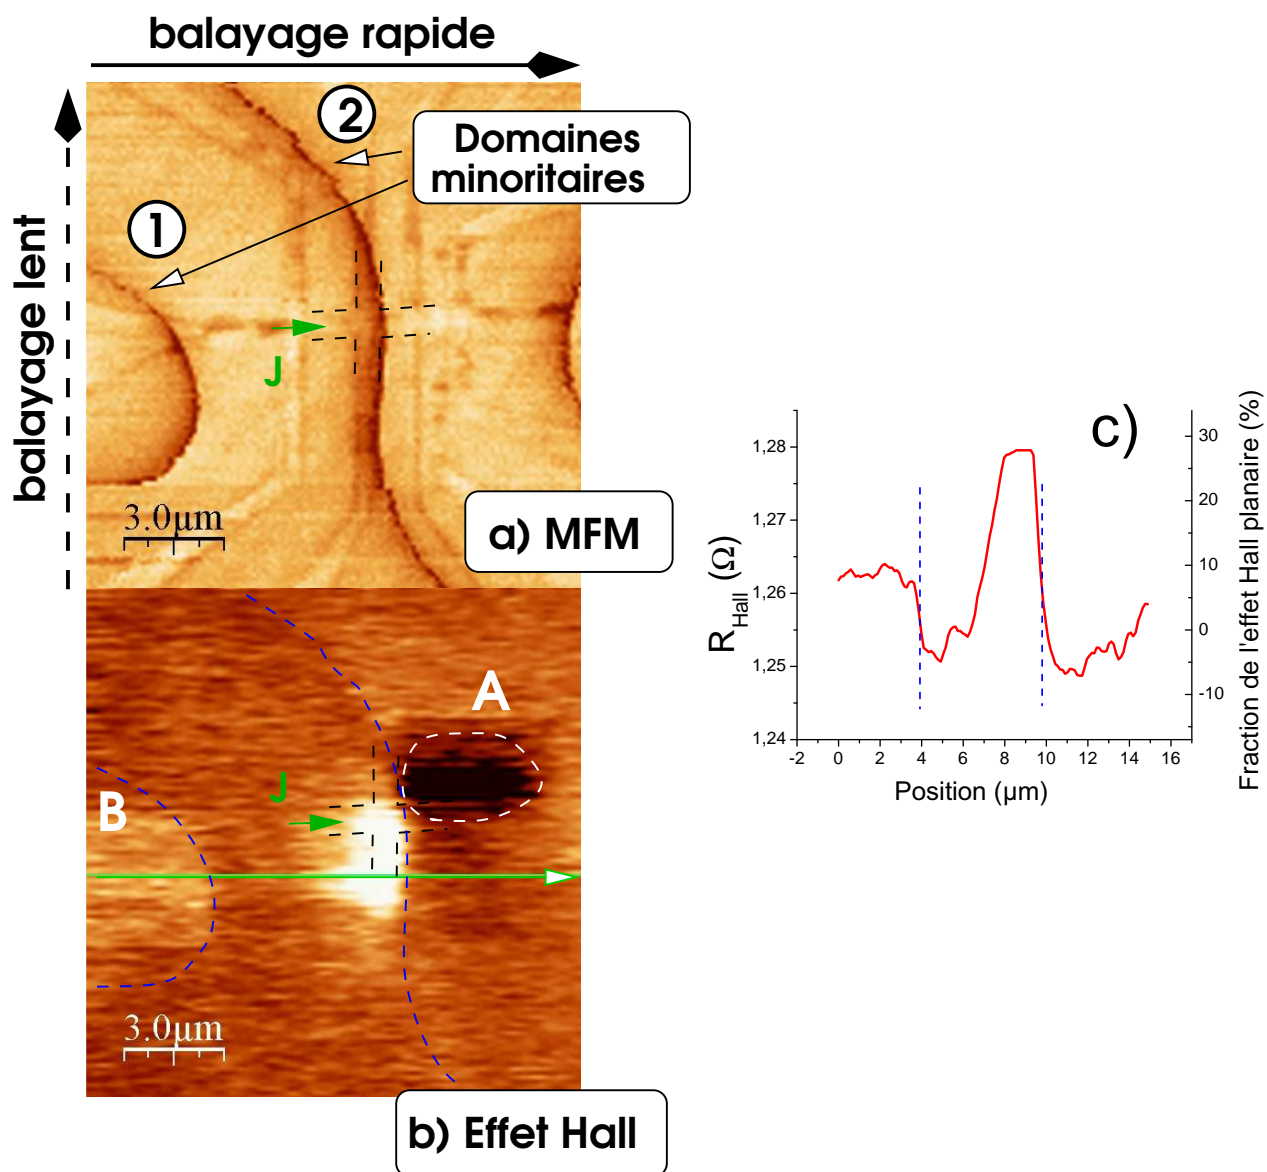 balayage rapide
balayage lent
2
Domaines
minoritaires
1
J
3.0µm
a) MFM
A
B
J
3.0µm
b) Effet Hall
c)
R_Hall (Ω)
1,28
1,27
1,26
1,25
1,24
-2 0 2 4 6 8 10 12 14 16
Position (µm)
30
20
10
0
-10
Fraction de l'effet Hall planaire (%)